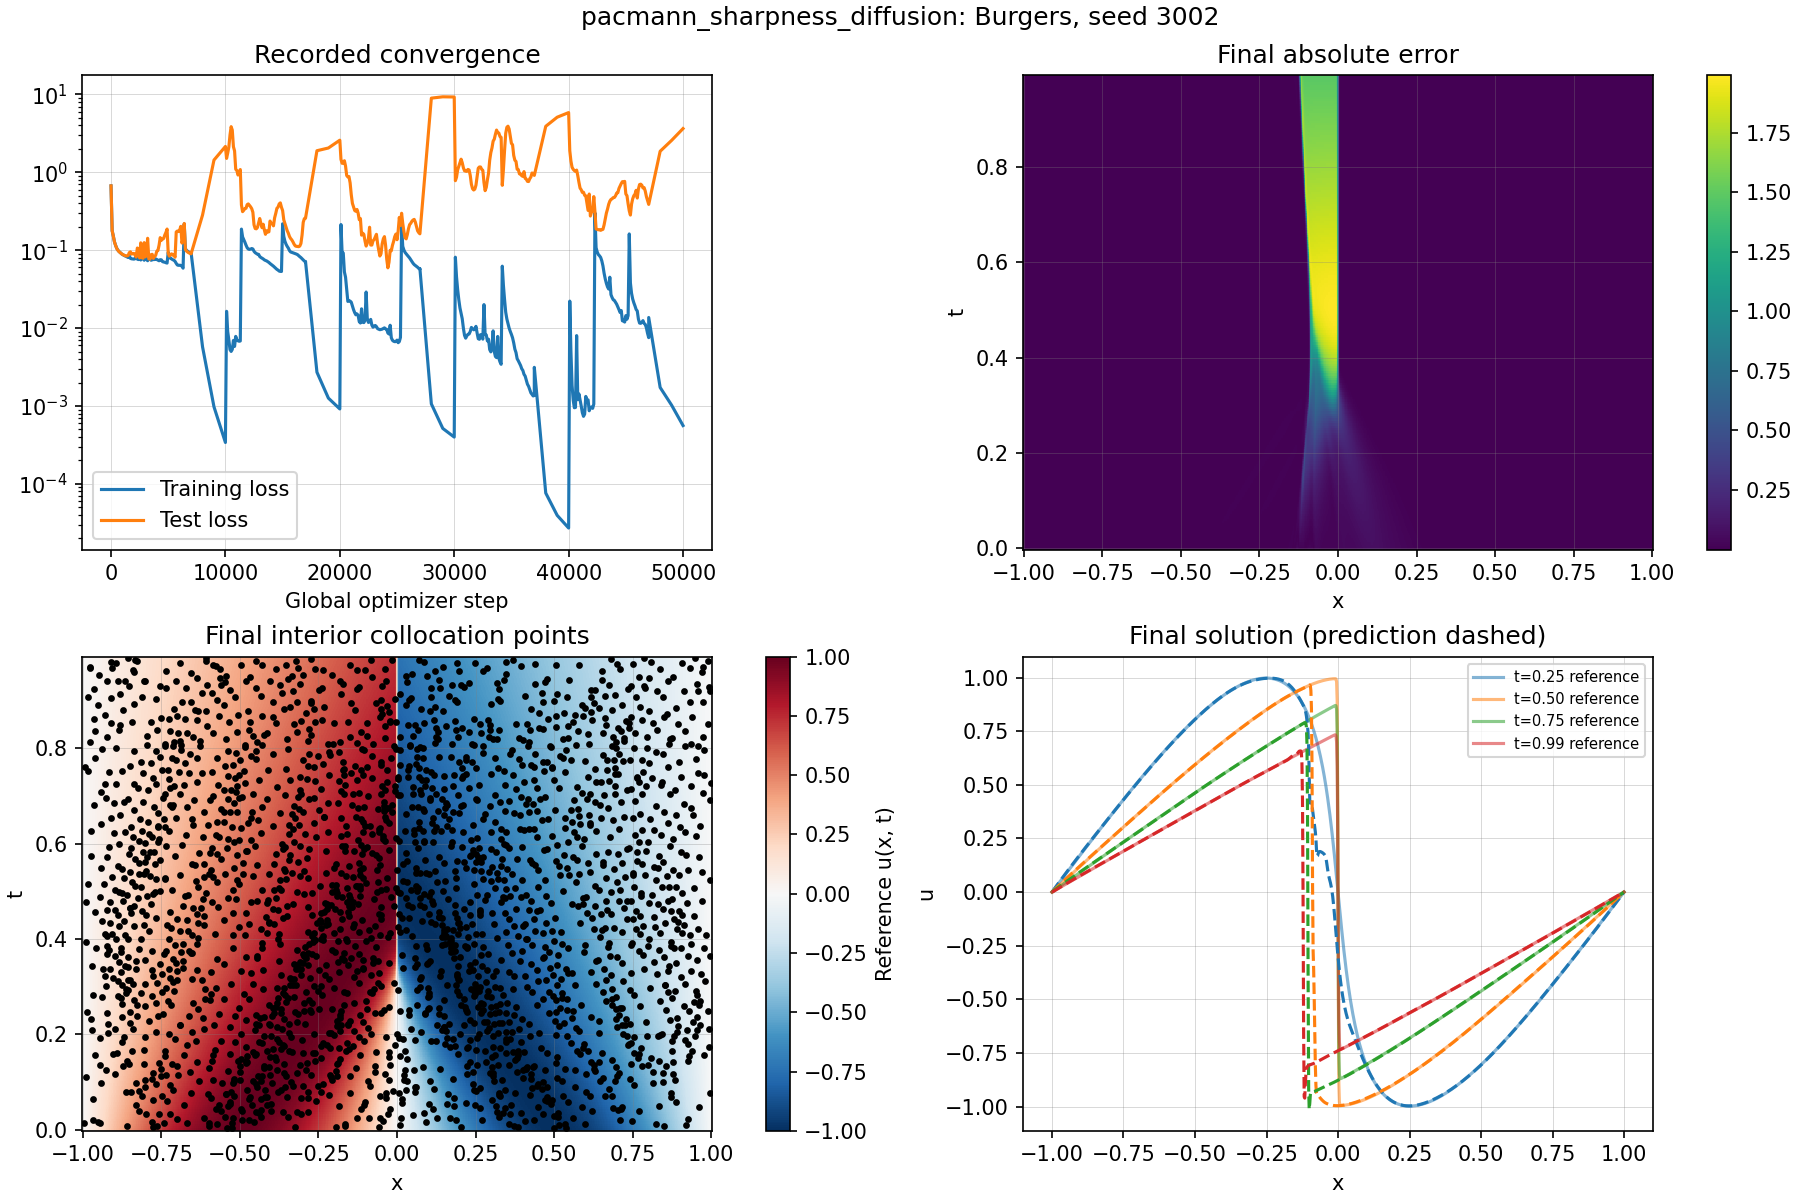 pacmann_sharpness_diffusion: Burgers, seed 3002
Recorded convergence
10¹
10⁰
10⁻¹
10⁻²
10⁻³
10⁻⁴
Training loss
Test loss
0 10000 20000 30000 40000 50000
Global optimizer step
Final absolute error
t
0.8
0.6
0.4
0.2
0.0
−1.00 −0.75 −0.50 −0.25 0.00 0.25 0.50 0.75 1.00
x
1.75
1.50
1.25
1.00
0.75
0.50
0.25
Final interior collocation points
t
0.8
0.6
0.4
0.2
0.0
−1.00 −0.75 −0.50 −0.25 0.00 0.25 0.50 0.75 1.00
x
1.00
0.75
0.50
0.25
0.00
−0.25
−0.50
−0.75
−1.00
Reference u(x, t)
Final solution (prediction dashed)
u
1.00
0.75
0.50
0.25
0.00
−0.25
−0.50
−0.75
−1.00
t=0.25 reference
t=0.50 reference
t=0.75 reference
t=0.99 reference
−1.00 −0.75 −0.50 −0.25 0.00 0.25 0.50 0.75 1.00
x